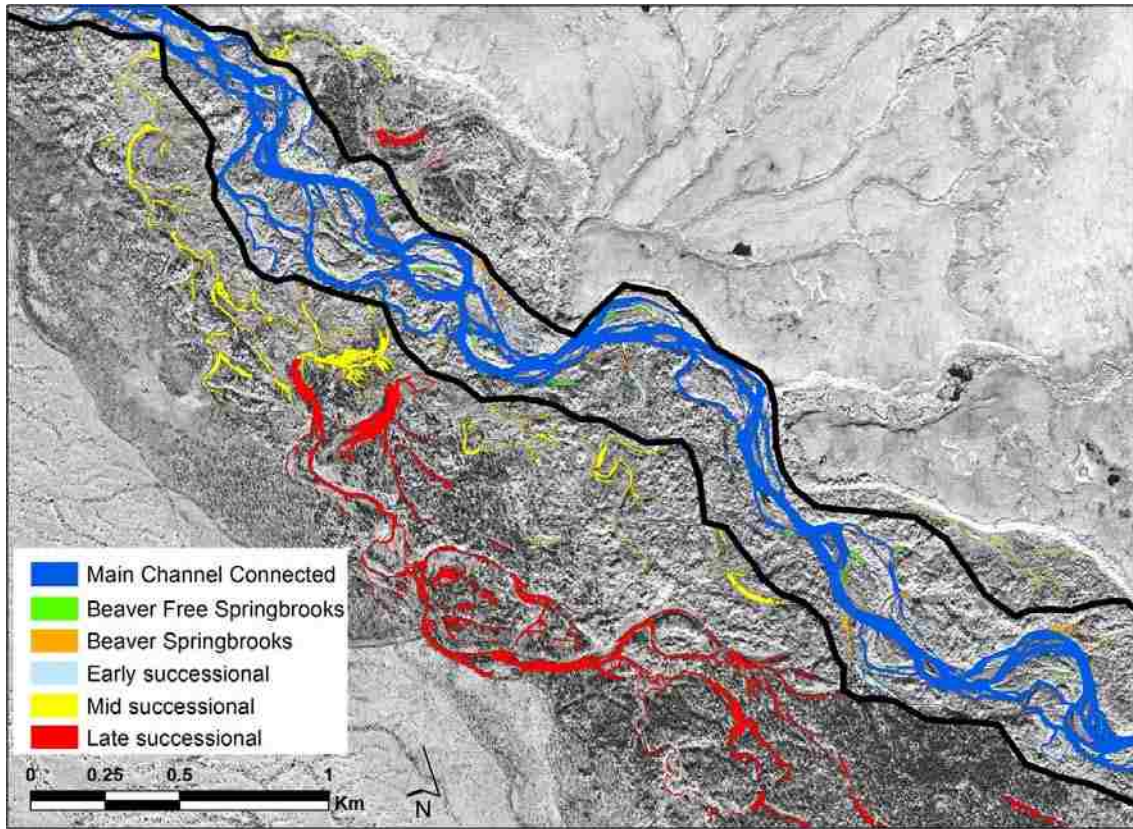 Main Channel Connected
Beaver Free Springbrooks
Beaver Springbrooks
Early successional
Mid successional
Late successional
0 0.25 0.5 1
Km
N